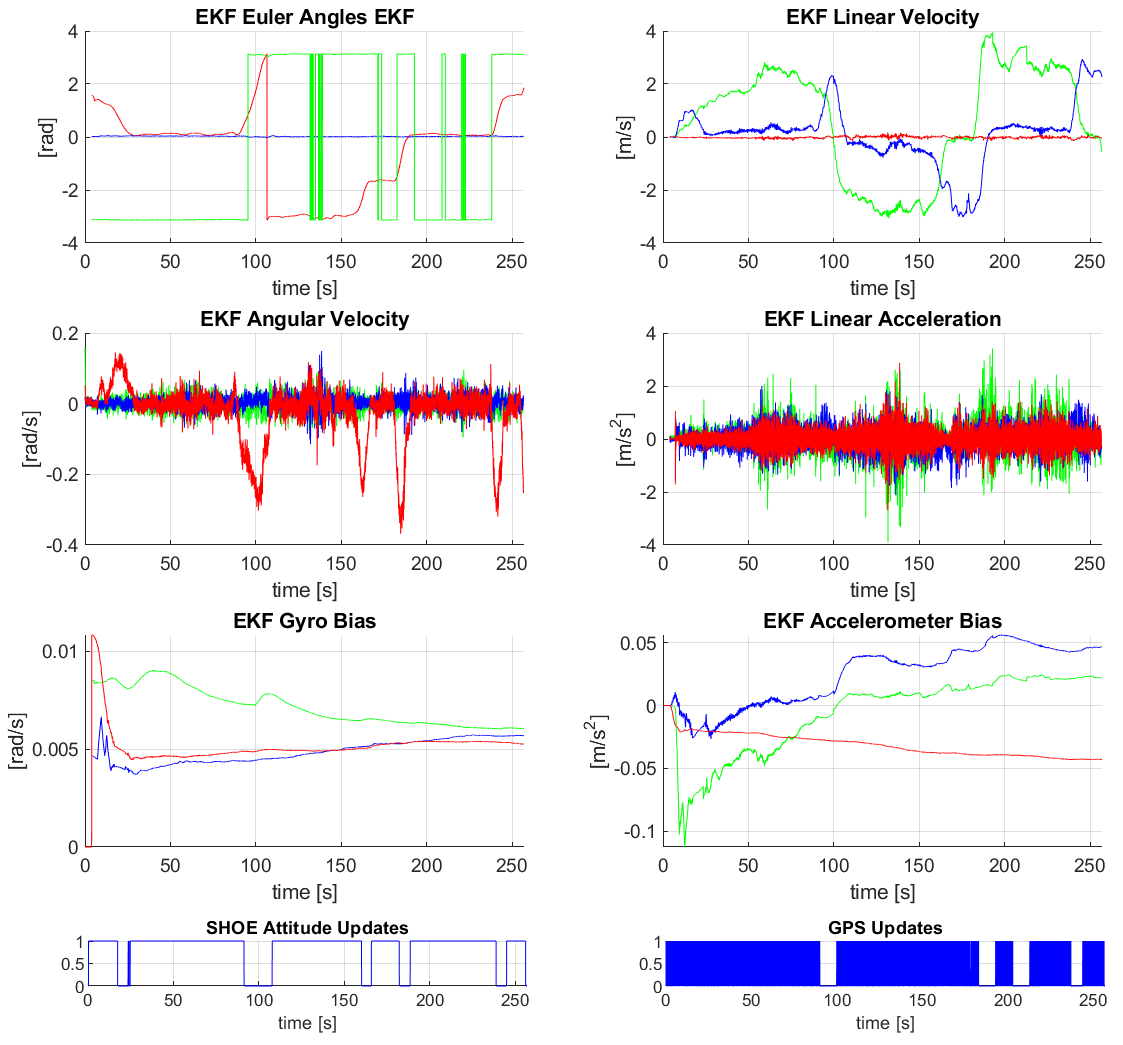 EKF Euler Angles EKF
4
2
0
-2
-4
[rad]
0 50 100 150 200 250
time [s]
EKF Linear Velocity
4
2
0
-2
-4
[m/s]
0 50 100 150 200 250
time [s]
EKF Angular Velocity
0.2
0
-0.2
-0.4
[rad/s]
0 50 100 150 200 250
time [s]
EKF Linear Acceleration
4
2
0
-2
-4
[m/s²]
0 50 100 150 200 250
time [s]
EKF Gyro Bias
0.01
0.005
0
[rad/s]
0 50 100 150 200 250
time [s]
EKF Accelerometer Bias
0.05
0
-0.05
-0.1
[m/s²]
0 50 100 150 200 250
time [s]
SHOE Attitude Updates
1
0.5
0
0 50 100 150 200 250
time [s]
GPS Updates
1
0.5
0
0 50 100 150 200 250
time [s]